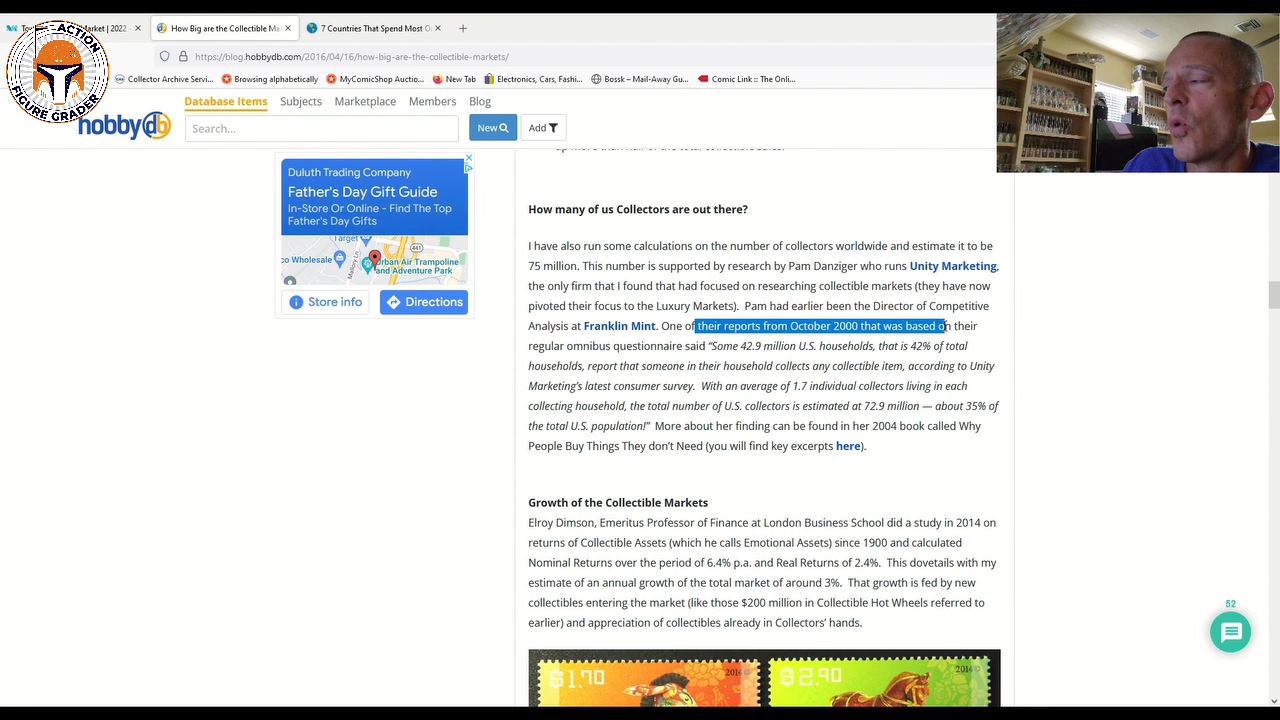 ACTION
FIGURE GRADER
How Big are the Collectible Ma
7 Countries That Spend Most O
https://blog.hobbydb.com/2016/04/16/how-big-are-the-collectible-markets/
Collector Archive Servi...
Browsing alphabetically
MyComicShop Auctio...
New Tab
Electronics, Cars, Fashi...
Bossk – Mail-Away Gu...
Comic Link :: The Onli...
hobbydb
Database Items
Subjects
Marketplace
Members
Blog
Search...
New
Add
Duluth Trading Company
Father's Day Gift Guide
In-Store Or Online - Find The Top
Father's Day Gifts
Target
441
co Wholesale
Urban Air Trampoline
and Adventure Park
Store info
Directions
up more than half of the total collectible sales.
How many of us Collectors are out there?
I have also run some calculations on the number of collectors worldwide and estimate it to be
75 million. This number is supported by research by Pam Danziger who runs Unity Marketing,
the only firm that I found that had focused on researching collectible markets (they have now
pivoted their focus to the Luxury Markets). Pam had earlier been the Director of Competitive
Analysis at Franklin Mint. One of their reports from October 2000 that was based on their
regular omnibus questionnaire said “Some 42.9 million U.S. households, that is 42% of total
households, report that someone in their household collects any collectible item, according to Unity
Marketing’s latest consumer survey. With an average of 1.7 individual collectors living in each
collecting household, the total number of U.S. collectors is estimated at 72.9 million — about 35% of
the total U.S. population!” More about her finding can be found in her 2004 book called Why
People Buy Things They don’t Need (you will find key excerpts here).
Growth of the Collectible Markets
Elroy Dimson, Emeritus Professor of Finance at London Business School did a study in 2014 on
returns of Collectible Assets (which he calls Emotional Assets) since 1900 and calculated
Nominal Returns over the period of 6.4% p.a. and Real Returns of 2.4%. This dovetails with my
estimate of an annual growth of the total market of around 3%. That growth is fed by new
collectibles entering the market (like those $200 million in Collectible Hot Wheels referred to
earlier) and appreciation of collectibles already in Collectors’ hands.
$1.70
2014
$2.90
2014
52